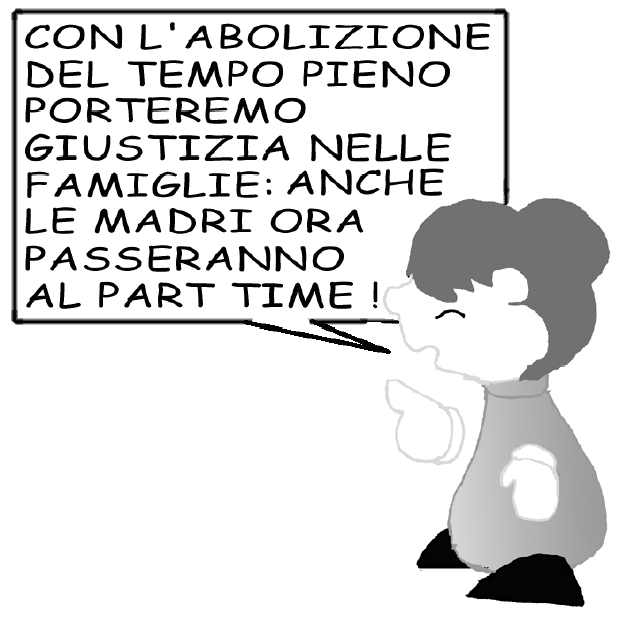 CON L'ABOLIZIONE
DEL TEMPO PIENO
PORTEREMO
GIUSTIZIA NELLE
FAMIGLIE: ANCHE
LE MADRI ORA
PASSERANNO
AL PART TIME !